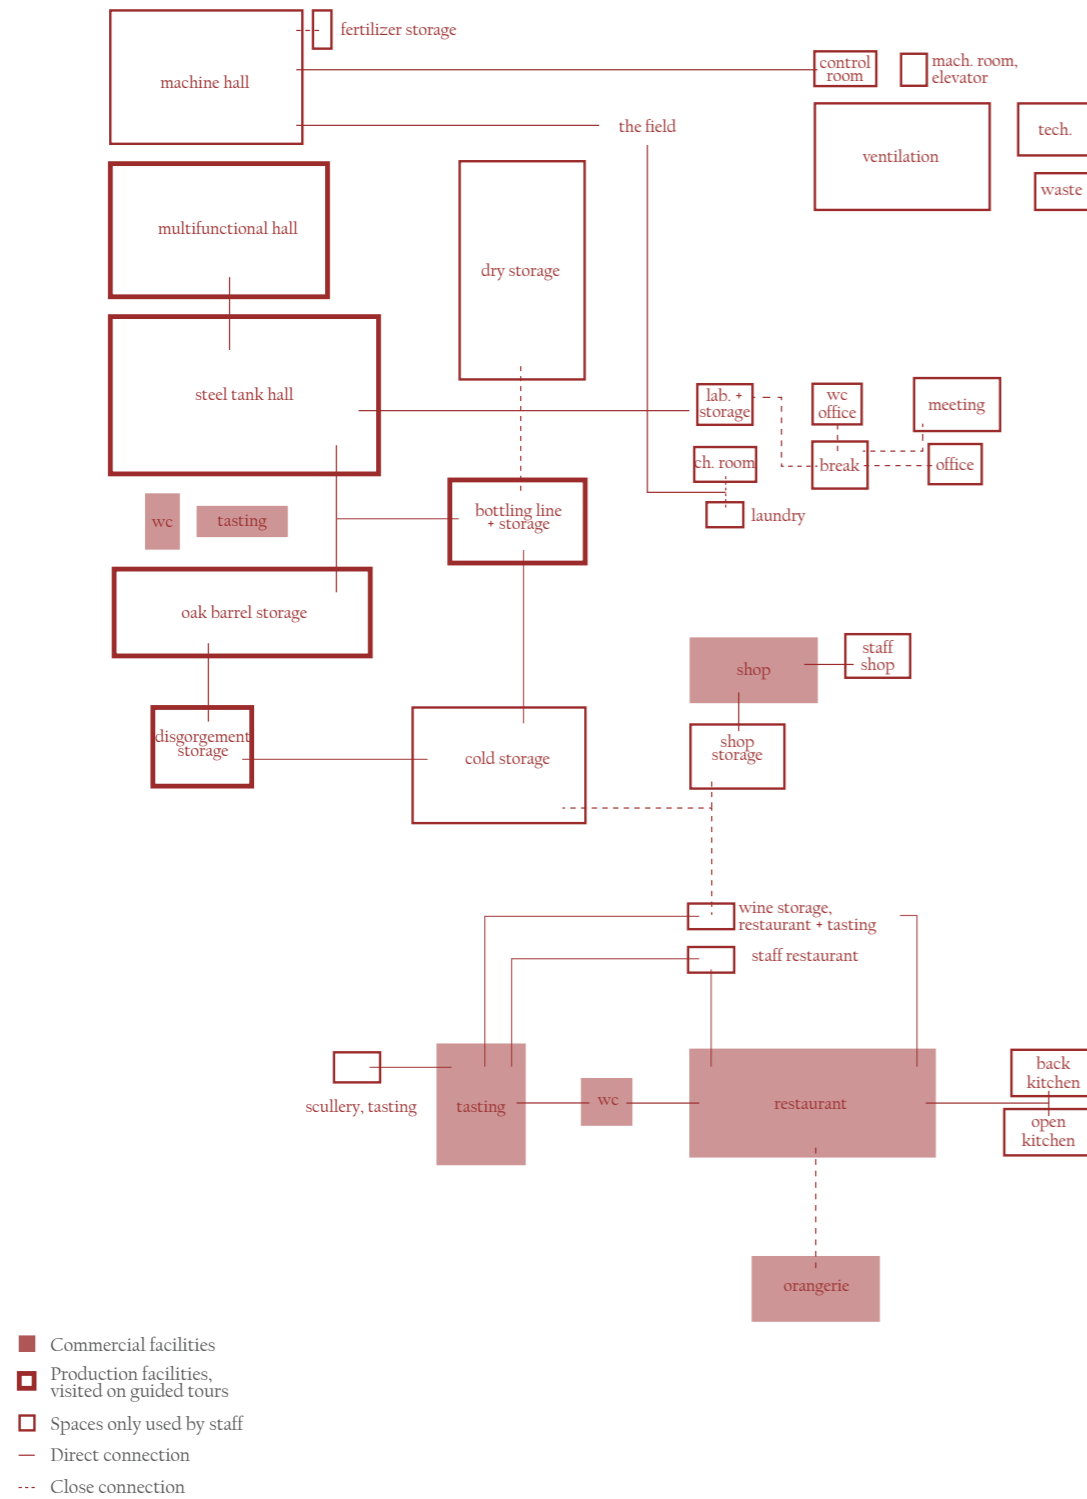 fertilizer storage
machine hall
control
room
mach. room,
elevator
the field
tech.
ventilation
waste
multifunctional hall
dry storage
steel tank hall
lab. +
storage
wc
office
meeting
ch. room
break
office
wc
tasting
bottling line
+ storage
laundry
oak barrel storage
shop
staff
shop
disgorgement
storage
cold storage
shop
storage
wine storage,
restaurant + tasting
staff restaurant
scullery, tasting
tasting
wc
restaurant
back
kitchen
open
kitchen
orangerie
Commercial facilities
Production facilities,
visited on guided tours
Spaces only used by staff
Direct connection
Close connection